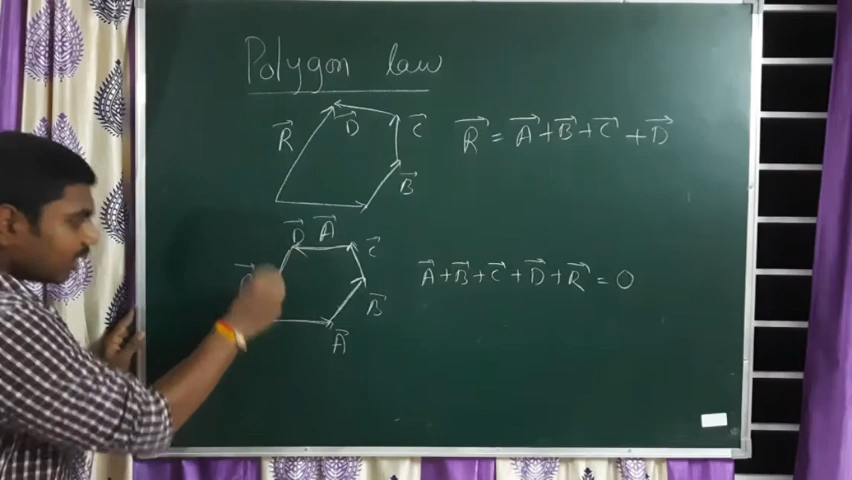 Polygon law
R⃗ D⃗ C⃗ R⃗ = A⃗ + B⃗ + C⃗ + D⃗
B⃗
D⃗ A⃗ C⃗
A⃗ + B⃗ + C⃗ + D⃗ + R⃗ = 0
B⃗
A⃗